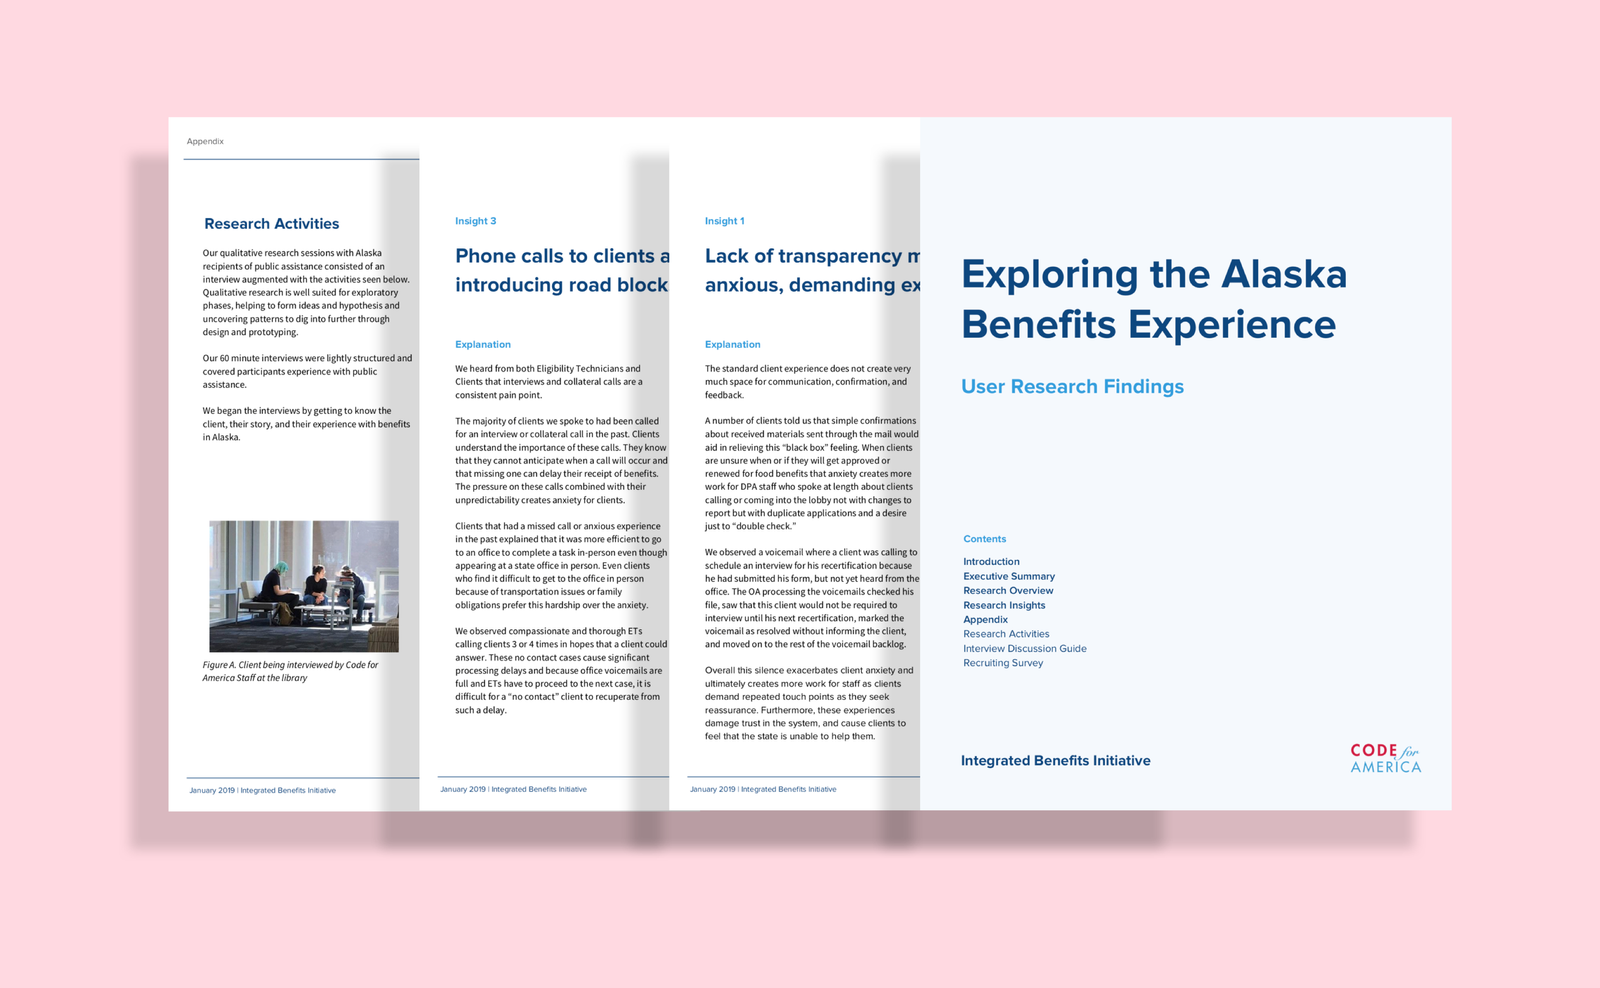 Appendix
Research Activities
Our qualitative research sessions with Alaska
recipients of public assistance consisted of an
interview augmented with the activities seen below.
Qualitative research is well suited for exploratory
phases, helping to form ideas and hypothesis and
uncovering patterns to dig into further through
design and prototyping.
Our 60 minute interviews were lightly structured and
covered participants experience with public
assistance.
We began the interviews by getting to know the
client, their story, and their experience with benefits
in Alaska.
Figure A. Client being interviewed by Code for
America Staff at the library
January 2019 | Integrated Benefits Initiative
Insight 3
Phone calls to clients a
introducing road block
Explanation
We heard from both Eligibility Technicians and
Clients that interviews and collateral calls are a
consistent pain point.
The majority of clients we spoke to had been called
for an interview or collateral call in the past. Clients
understand the importance of these calls. They know
that they cannot anticipate when a call will occur and
that missing one can delay their receipt of benefits.
The pressure on these calls combined with their
unpredictability creates anxiety for clients.
Clients that had a missed call or anxious experience
in the past explained that it was more efficient to go
to an office to complete a task in-person even though
appearing at a state office in person. Even clients
who find it difficult to get to the office in person
because of transportation issues or family
obligations prefer this hardship over the anxiety.
We observed compassionate and thorough ETs
calling clients 3 or 4 times in hopes that a client could
answer. These no contact cases cause significant
processing delays and because office voicemails are
full and ETs have to proceed to the next case, it is
difficult for a “no contact” client to recuperate from
such a delay.
January 2019 | Integrated Benefits Initiative
Insight 1
Lack of transparency m
anxious, demanding ex
Explanation
The standard client experience does not create very
much space for communication, confirmation, and
feedback.
A number of clients told us that simple confirmations
about received materials sent through the mail would
aid in relieving this “black box” feeling. When clients
are unsure when or if they will get approved or
renewed for food benefits that anxiety creates more
work for DPA staff who spoke at length about clients
calling or coming into the lobby not with changes to
report but with duplicate applications and a desire
just to “double check.”
We observed a voicemail where a client was calling to
schedule an interview for his recertification because
he had submitted his form, but not yet heard from the
office. The OA processing the voicemails checked his
file, saw that this client would not be required to
interview until his next recertification, marked the
voicemail as resolved without informing the client,
and moved on to the rest of the voicemail backlog.
Overall this silence exacerbates client anxiety and
ultimately creates more work for staff as clients
demand repeated touch points as they seek
reassurance. Furthermore, these experiences
damage trust in the system, and cause clients to
feel that the state is unable to help them.
January 2019 | Integrated Benefits Initiative
Exploring the Alaska
Benefits Experience
User Research Findings
Contents
Introduction
Executive Summary
Research Overview
Research Insights
Appendix
Research Activities
Interview Discussion Guide
Recruiting Survey
Integrated Benefits Initiative
CODE for
AMERICA